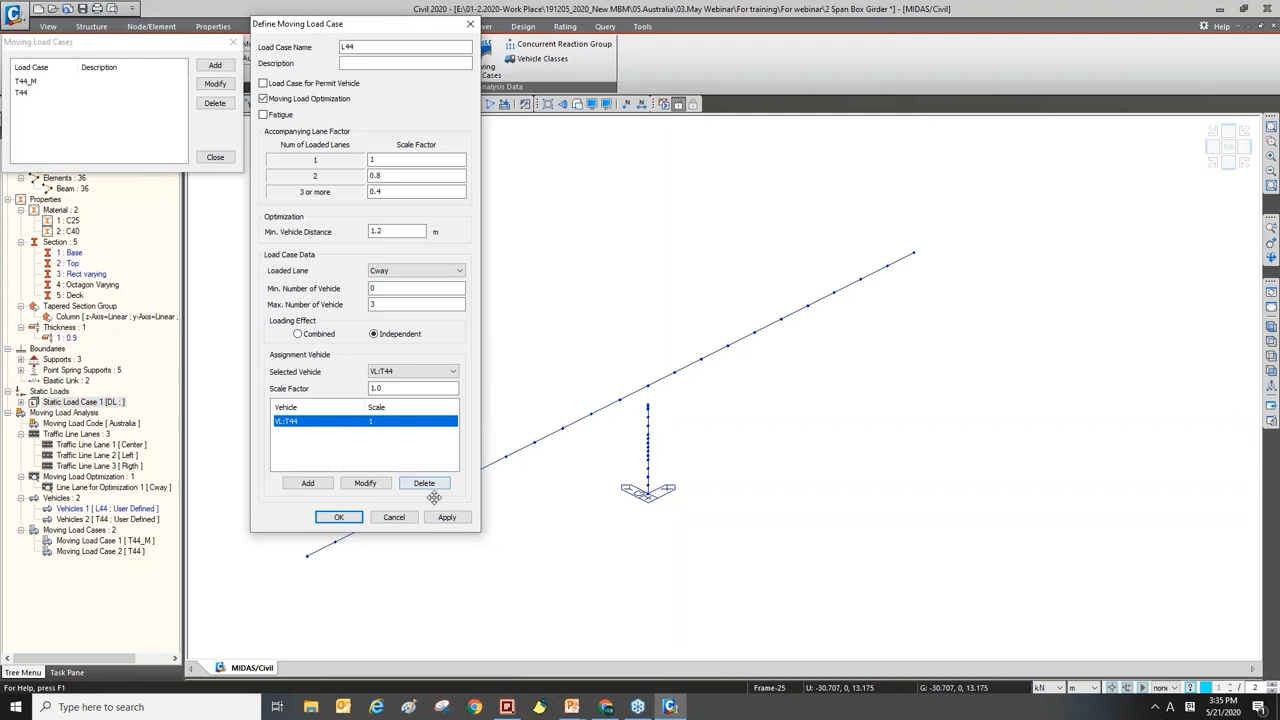 Civil 2020 - E:\01-2.2020-Work Place \ 191205_2020 New MBM\05.Australia\03.May Webinar\For training\For webinar\2 Span Box Girder * - [MIDAS/Civil]
View Structure Node/Element Properties
Design Rating Query Tools Help
Concurrent Reaction Group
Vehicle Classes
Cases
Moving Load Cases
Load Case Description
T44_M
T44
Add
Modify
Delete
Close
Define Moving Load Case
Load Case Name L44
Description
Load Case for Permit Vehicle
Moving Load Optimization
Fatigue
Accompanying Lane Factor
Num of Loaded Lanes Scale Factor
1 1
2 0.8
3 or more 0.4
Optimization
Min. Vehicle Distance 1.2 m
Load Case Data
Loaded Lane Cway
Min. Number of Vehicle 0
Max. Number of Vehicle 3
Loading Effect
Combined Independent
Assignment Vehicle
Selected Vehicle VL:T44
Scale Factor 1.0
Vehicle Scale
VL:T44 1
Add Modify Delete
OK Cancel Apply
Elements : 36
Beam : 36
Properties
Material : 2
1 : C25
2 : C40
Section : 5
1 : Base
2 : Top
3 : Rect varying
4 : Octagon Varying
5 : Deck
Tapered Section Group
Column [ z-Axis=Linear ; y-Axis=Linear ;
Thickness : 1
1 : 0.9
Boundaries
Supports : 3
Point Spring Supports : 5
Elastic Link : 2
Static Loads
Static Load Case 1 [DL ; ]
Moving Load Analysis
Moving Load Code [ Australia ]
Traffic Line Lanes : 3
Traffic Line Lane 1 [ Center ]
Traffic Line Lane 2 [ Left ]
Traffic Line Lane 3 [ Rigth ]
Moving Load Optimization : 1
Line Lane for Optimization 1 [ Cway ]
Vehicles : 2
Vehicles 1 [ L44 ; User Defined ]
Vehicles 2 [ T44 ; User Defined ]
Moving Load Cases : 2
Moving Load Case 1 [ T44_M ]
Moving Load Case 2 [ T44 ]
TOP
Tree Menu Task Pane
MIDAS/Civil
For Help, press F1
Frame-25 U: -30.707, 0, 13.175 G: -30.707, 0, 13.175 kN m none 1 / 2
Type here to search
3:35 PM
5/21/2020